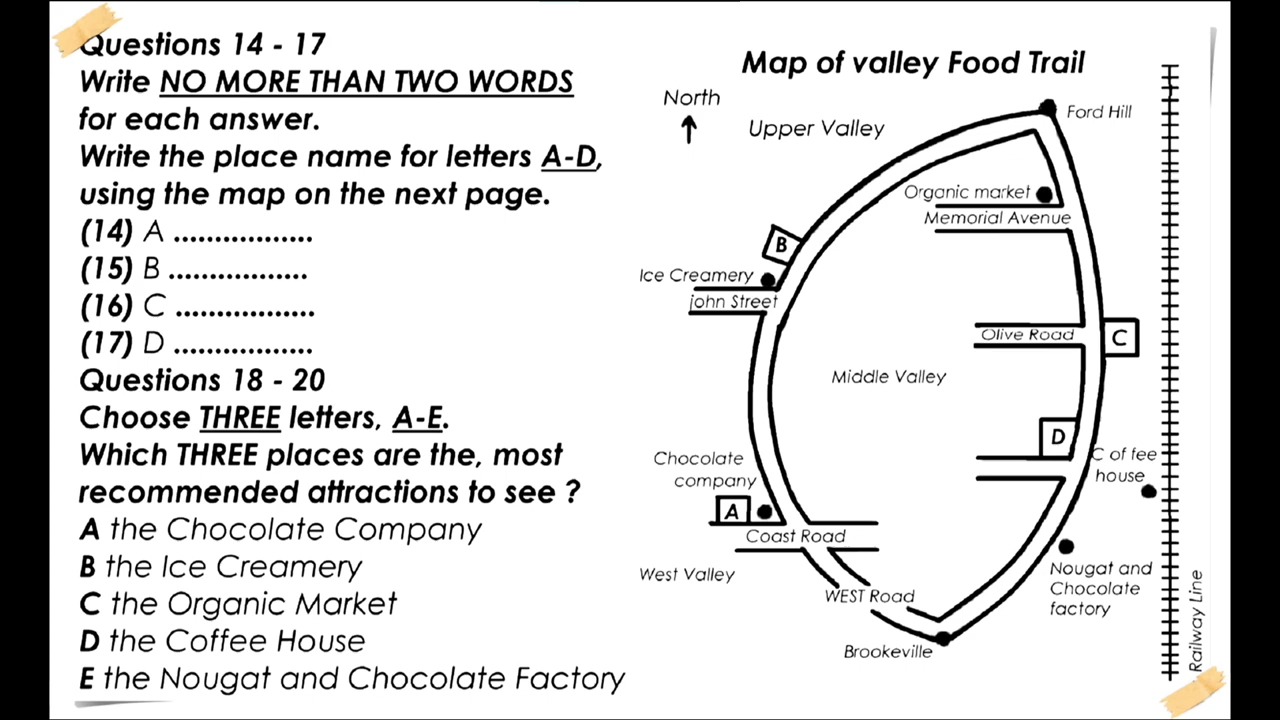 Questions 14 - 17
Write NO MORE THAN TWO WORDS
for each answer.
Write the place name for letters A-D,
using the map on the next page.
(14) A .................
(15) B .................
(16) C .................
(17) D .................
Questions 18 - 20
Choose THREE letters, A-E.
Which THREE places are the, most
recommended attractions to see ?
A the Chocolate Company
B the Ice Creamery
C the Organic Market
D the Coffee House
E the Nougat and Chocolate Factory
Map of valley Food Trail
North
Upper Valley
Ford Hill
Organic market
Memorial Avenue
B
Ice Creamery
john Street
Olive Road
C
Middle Valley
D
C of fee
house
Chocolate
company
A
Coast Road
West Valley
WEST Road
Nougat and
Chocolate
factory
Brookeville
Railway Line